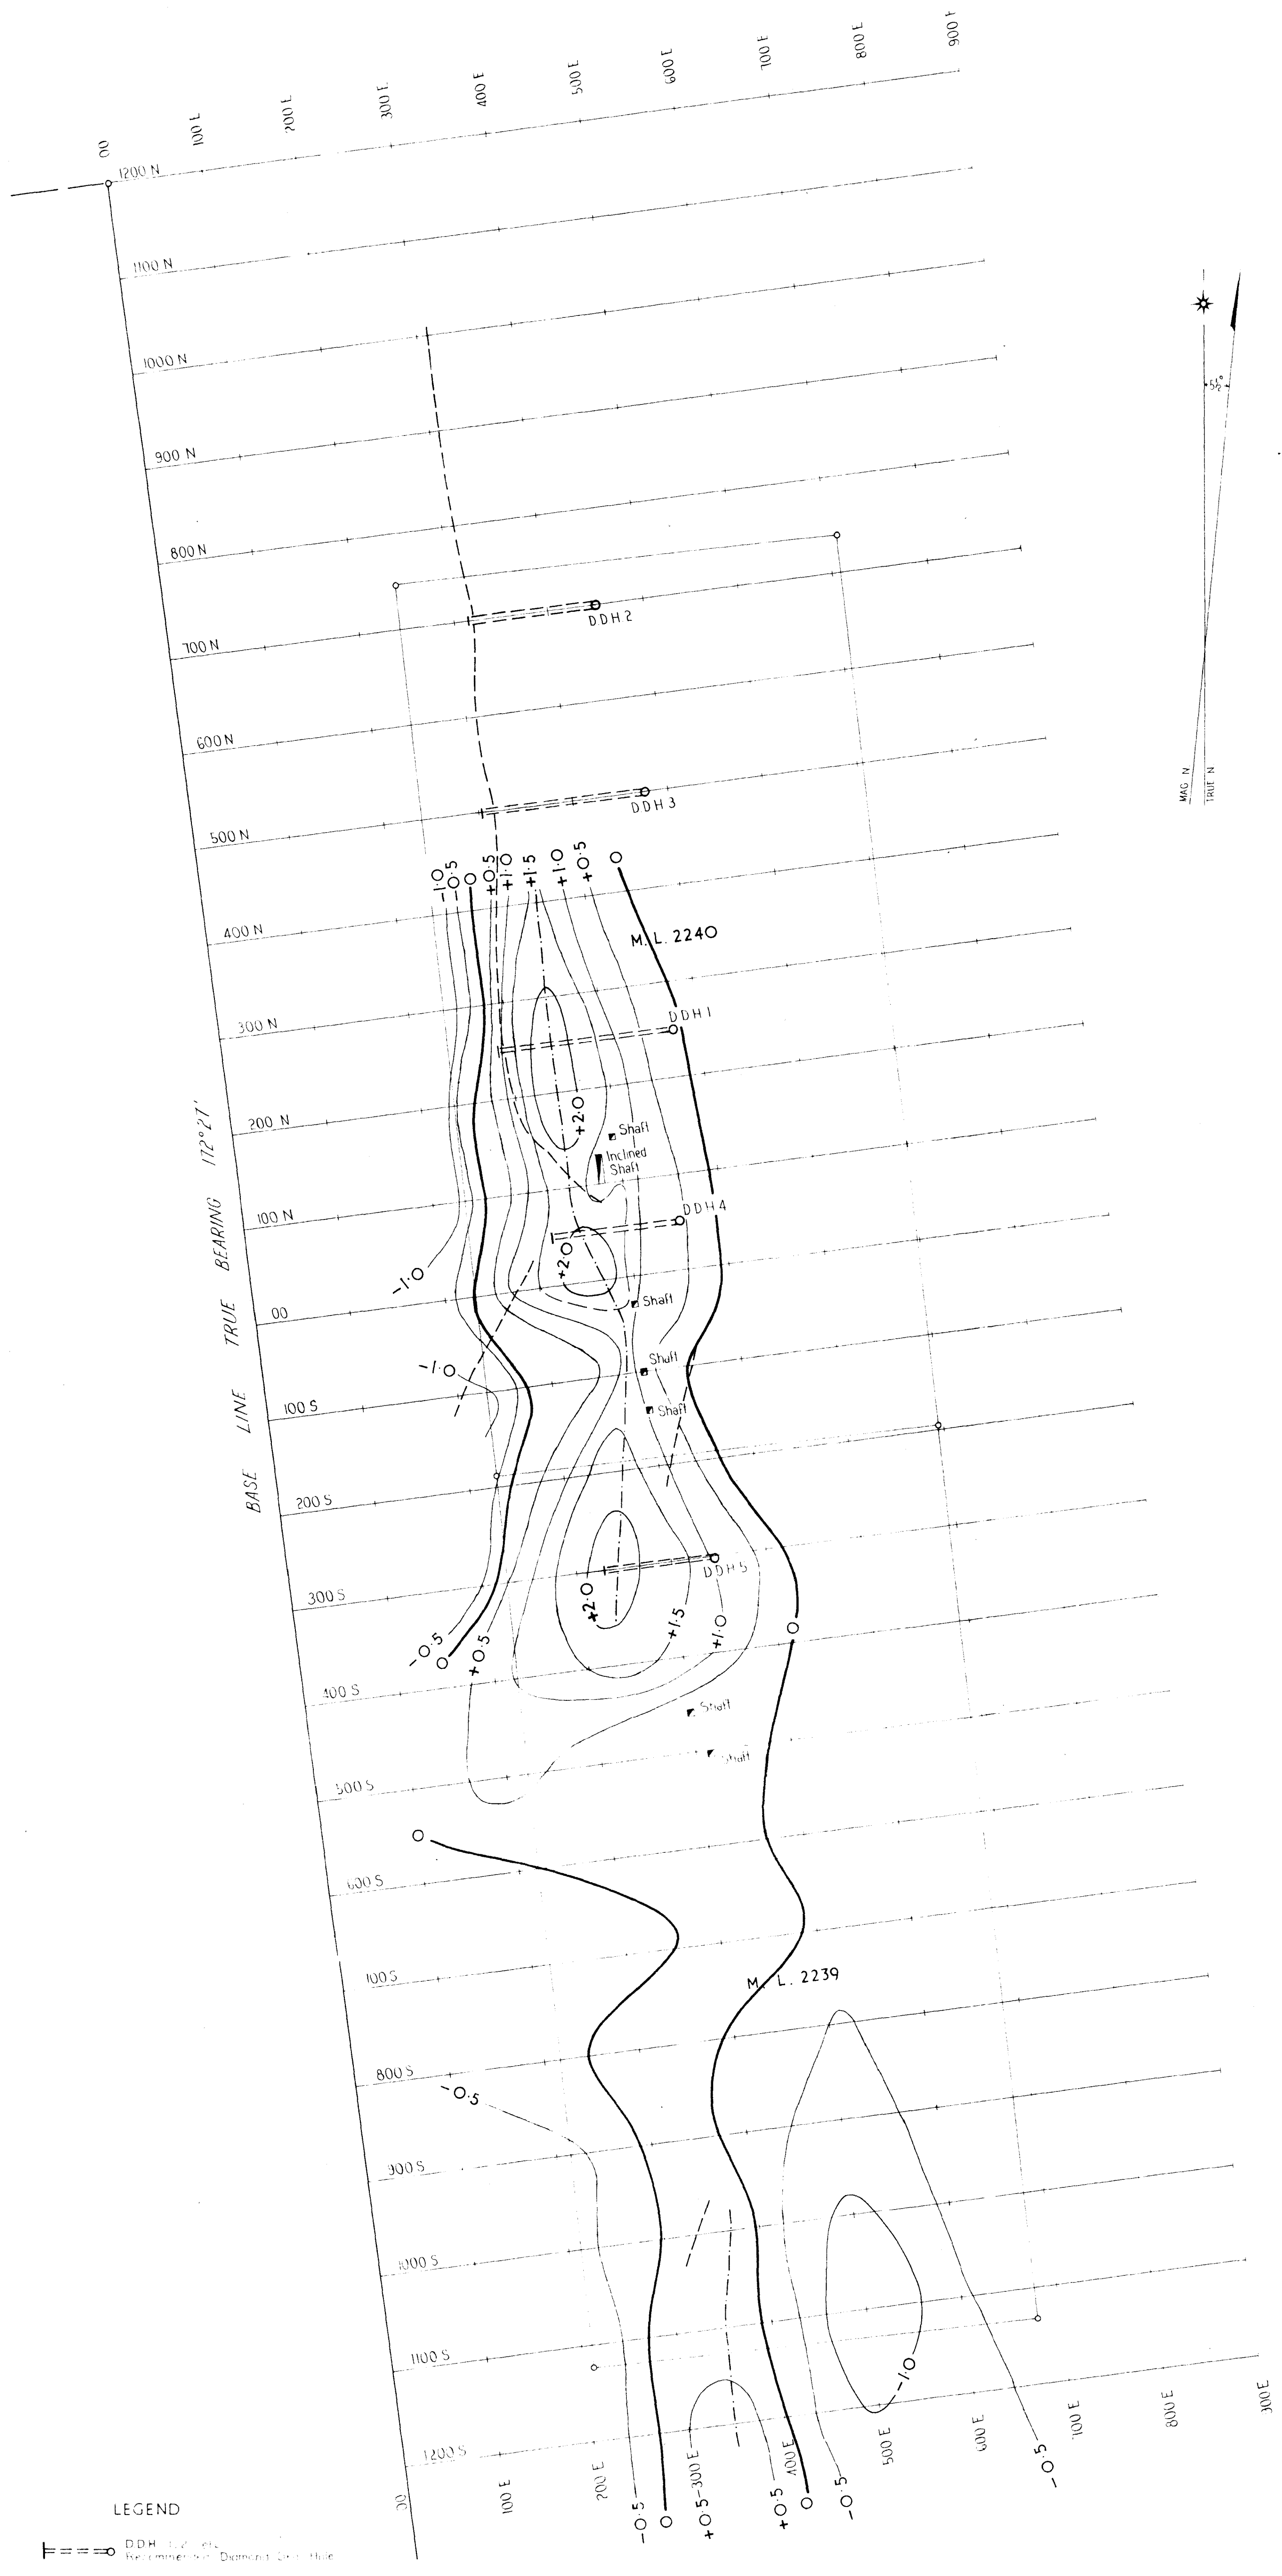 00
100 E
200 E
300 E
400 E
500 E
600 E
700 E
800 E
900 E
1200 N
1100 N
1000 N
900 N
800 N
700 N
600 N
500 N
400 N
300 N
200 N
100 N
00
100 S
200 S
300 S
400 S
500 S
600 S
800 S
900 S
1000 S
1100 S
1200 S
5½°
MAG N
TRUE N
DDH 2
DDH 3
-1.0
-0.5
0
+0.5
+1.0
+1.5
+1.0
+0.5
0
M. L. 2240
DDH 1
+2.0
Shaft
Inclined
Shaft
DDH 4
+2.0
-1.0
Shaft
-1.0
Shaft
Shaft
BASE LINE TRUE BEARING 172°27'
DDH 5
+2.0
+1.5
+1.0
0
-0.5
0
+0.5
Shaft
Shaft
0
M. L. 2239
-0.5
-1.0
00
100 E
200 E
300 E
400 E
500 E
600 E
700 E
800 E
900 E
-0.5
0
+0.5
+0.5
0
-0.5
-0.5
LEGEND
DDH
Recommended Diamond Drill Hole